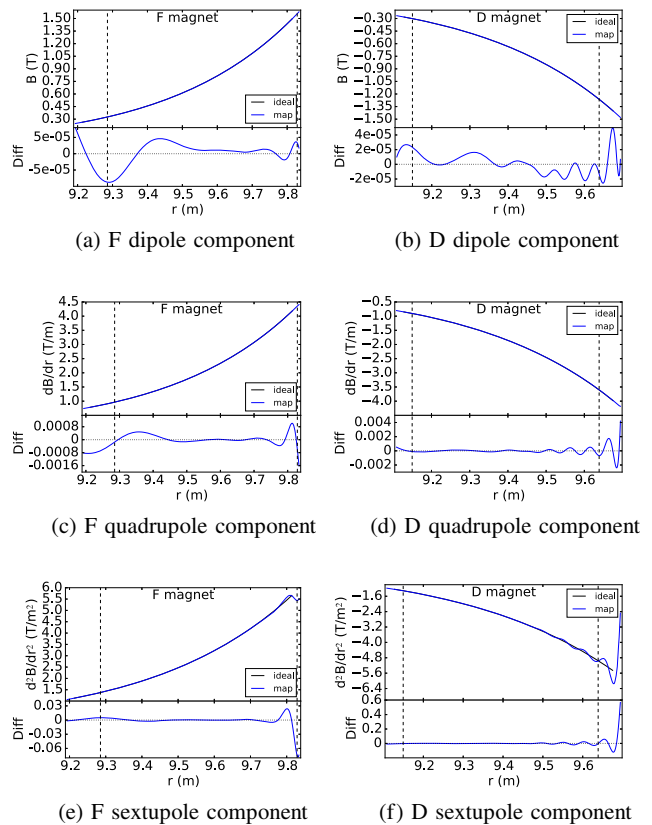 F magnet
B (T)
1.50
1.35
1.20
1.05
0.90
0.75
0.60
0.45
0.30
ideal
map
Diff
5e-05
0
-5e-05
9.2 9.3 9.4 9.5 9.6 9.7 9.8
r (m)
(a) F dipole component
D magnet
B (T)
−0.30
−0.45
−0.60
−0.75
−0.90
−1.05
−1.20
−1.35
−1.50
ideal
map
Diff
2e-05
0
-2e-05
9.2 9.3 9.4 9.5 9.6
r (m)
(b) D dipole component
F magnet
dB/dr (T/m)
4.5
4.0
3.5
3.0
2.5
2.0
1.5
1.0
ideal
map
Diff
0.0008
-0.0008
-0.0016
9.2 9.3 9.4 9.5 9.6 9.7 9.8
r (m)
(c) F quadrupole component
D magnet
dB/dr (T/m)
−0.5
−1.0
−1.5
−2.0
−2.5
−3.0
−3.5
−4.0
ideal
map
Diff
0.004
0.002
-0.002
9.2 9.3 9.4 9.5 9.6
r (m)
(d) D quadrupole component
F magnet
d²B/dr² (T/m²)
6.0
5.5
5.0
4.5
4.0
3.5
3.0
2.5
2.0
1.5
ideal
map
Diff
0.03
0
-0.03
-0.06
9.2 9.3 9.4 9.5 9.6 9.7 9.8
r (m)
(e) F sextupole component
D magnet
d²B/dr² (T/m²)
−1.6
−2.4
−3.2
−4.0
−4.8
−5.6
−6.4
ideal
map
Diff
0.6
0.4
0.2
0
9.2 9.3 9.4 9.5 9.6
r (m)
(f) D sextupole component